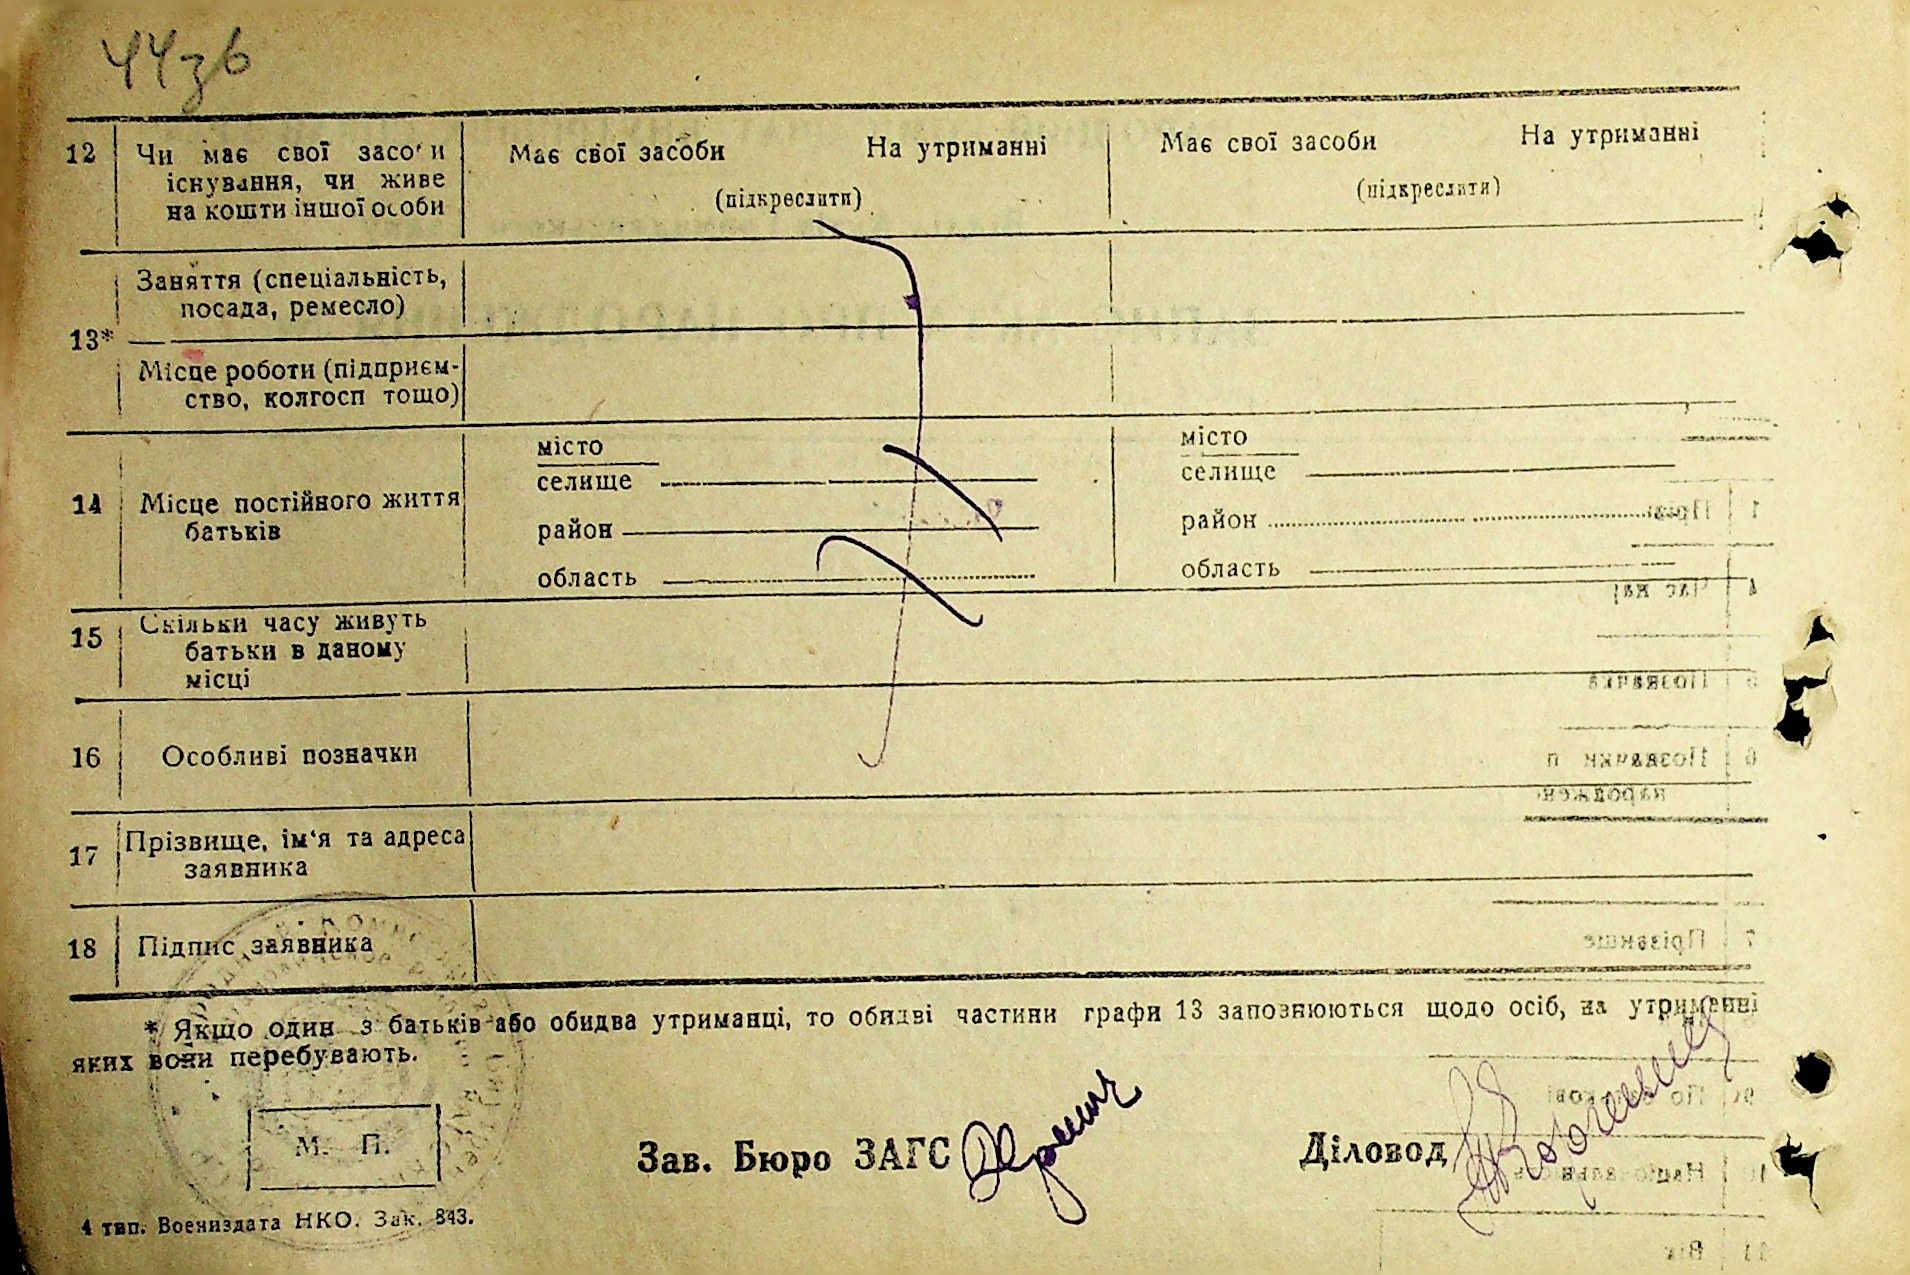 44зв
12 Чи має свої засоби Має свої засоби На утриманні Має свої засоби На утриманні
існування, чи живе (підкреслити) (підкреслити)
на кошти іншої особи
Заняття (спеціальність,
посада, ремесло)
13*
Місце роботи (підприєм-
ство, колгосп тощо)
місто місто
селище селище
14 Місце постійного життя
батьків
район район
область область
15 Скільки часу живуть
батьки в даному
місці
16 Особливі позначки
17 Прізвище, ім‘я та адреса
заявника
18 Підпис заявника
* Якщо один з батьків або обидва утриманці, то обидві частини графи 13 заповнюються щодо осіб, на утриманні
яких вони перебувають.
М. П.
Зав. Бюро ЗАГС
Діловод
4 тип. Воениздата НКО. Зак. 843.